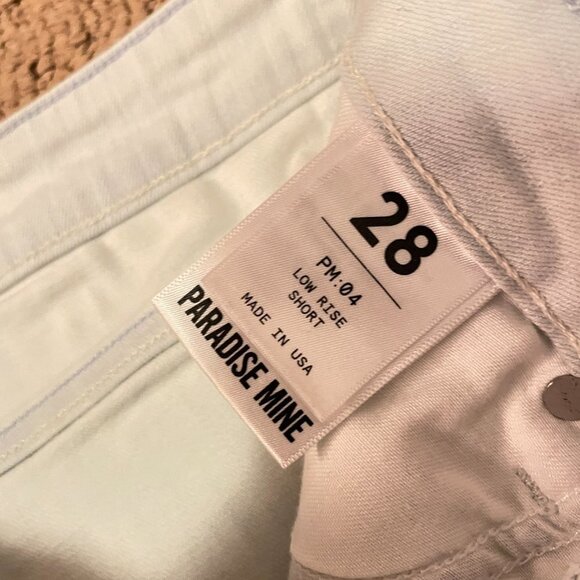 28
PM:04
LOW RISE
SHORT
MADE IN USA
PARADISE MINE